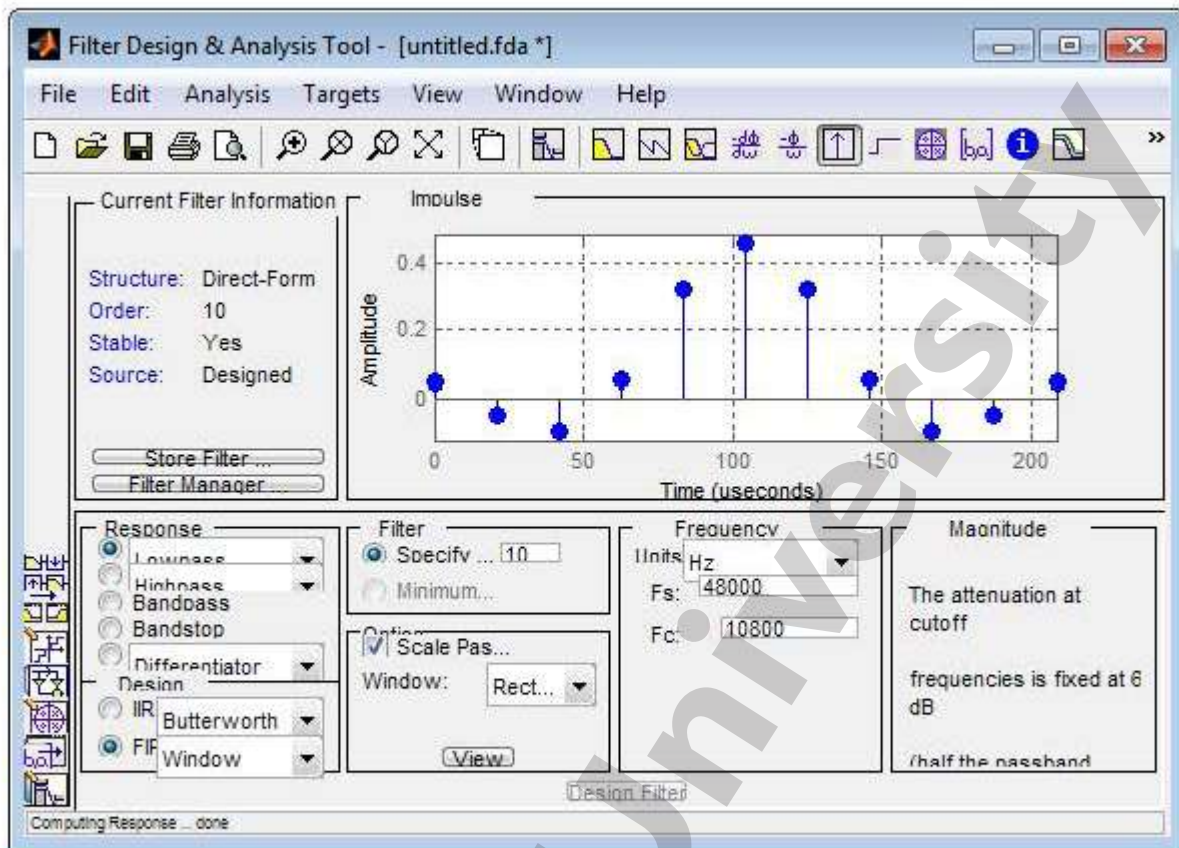 Filter Design & Analysis Tool - [untitled.fda *]
File Edit Analysis Targets View Window Help
»
Current Filter Information
Structure: Direct-Form
Order: 10
Stable: Yes
Source: Designed
Store Filter ...
Filter Manager ...
Impulse
Amplitude
0.4
0.2
0
0 50 100 150 200
Time (useconds)
Response
Lowpass
Highpass
Bandpass
Bandstop
Differentiator
Design
IIR Butterworth
FIR Window
Filter
Specify ... 10
Minimum...
Option
Scale Pas...
Window: Rect...
View
Frequency
Units Hz
Fs: 48000
Fc: 10800
Magnitude
The attenuation at
cutoff
frequencies is fixed at 6
dB
(half the passband
Design Filter
Computing Response ... done
University